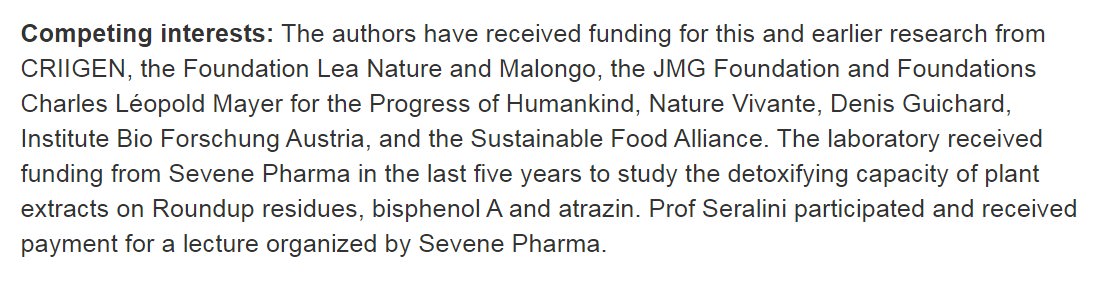 Competing interests: The authors have received funding for this and earlier research from
CRIIGEN, the Foundation Lea Nature and Malongo, the JMG Foundation and Foundations
Charles Léopold Mayer for the Progress of Humankind, Nature Vivante, Denis Guichard,
Institute Bio Forschung Austria, and the Sustainable Food Alliance. The laboratory received
funding from Sevene Pharma in the last five years to study the detoxifying capacity of plant
extracts on Roundup residues, bisphenol A and atrazin. Prof Seralini participated and received
payment for a lecture organized by Sevene Pharma.